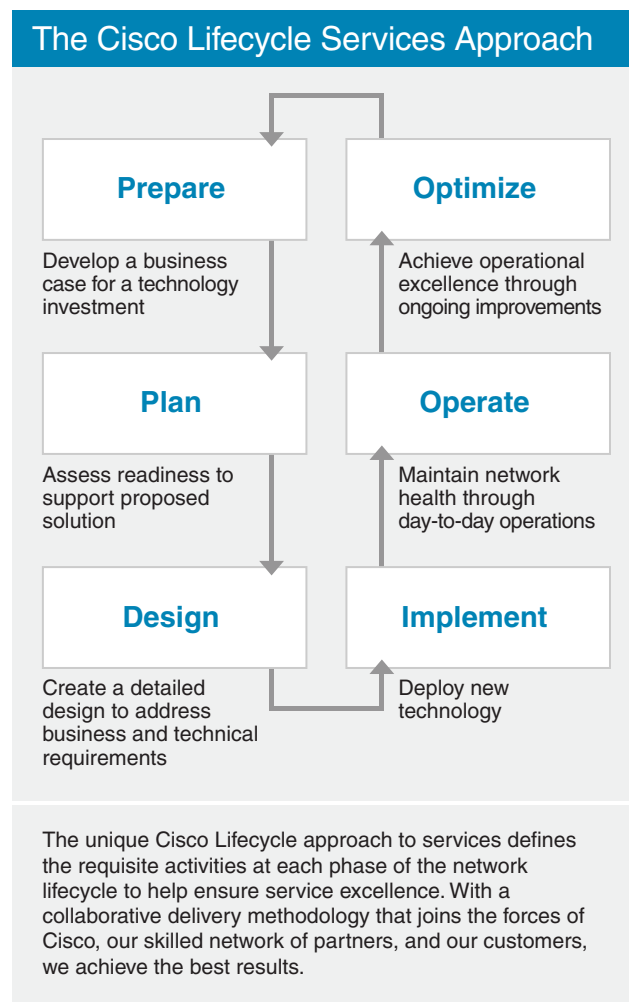 The Cisco Lifecycle Services Approach
Prepare
Develop a business
case for a technology
investment
Plan
Assess readiness to
support proposed
solution
Design
Create a detailed
design to address
business and technical
requirements
Implement
Deploy new
technology
Operate
Maintain network
health through
day-to-day operations
Optimize
Achieve operational
excellence through
ongoing improvements
The unique Cisco Lifecycle approach to services defines
the requisite activities at each phase of the network
lifecycle to help ensure service excellence. With a
collaborative delivery methodology that joins the forces of
Cisco, our skilled network of partners, and our customers,
we achieve the best results.